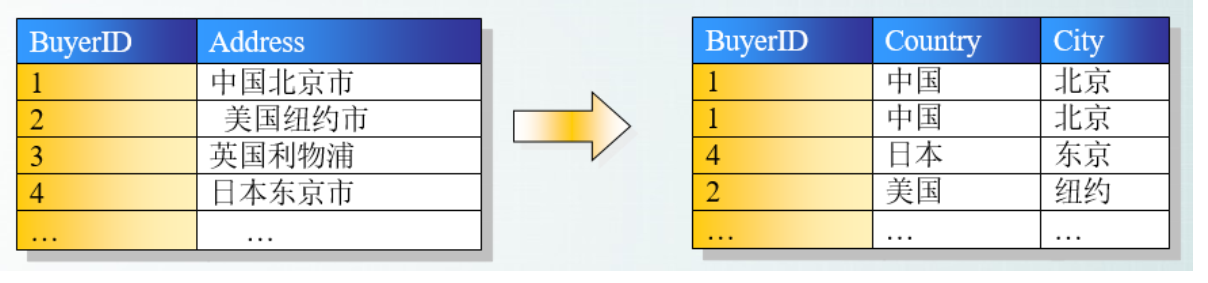 BuyerID Address
1 中国北京市
2 美国纽约市
3 英国利物浦
4 日本东京市
… …
BuyerID Country City
1 中国 北京
1 中国 北京
4 日本 东京
2 美国 纽约
… … …